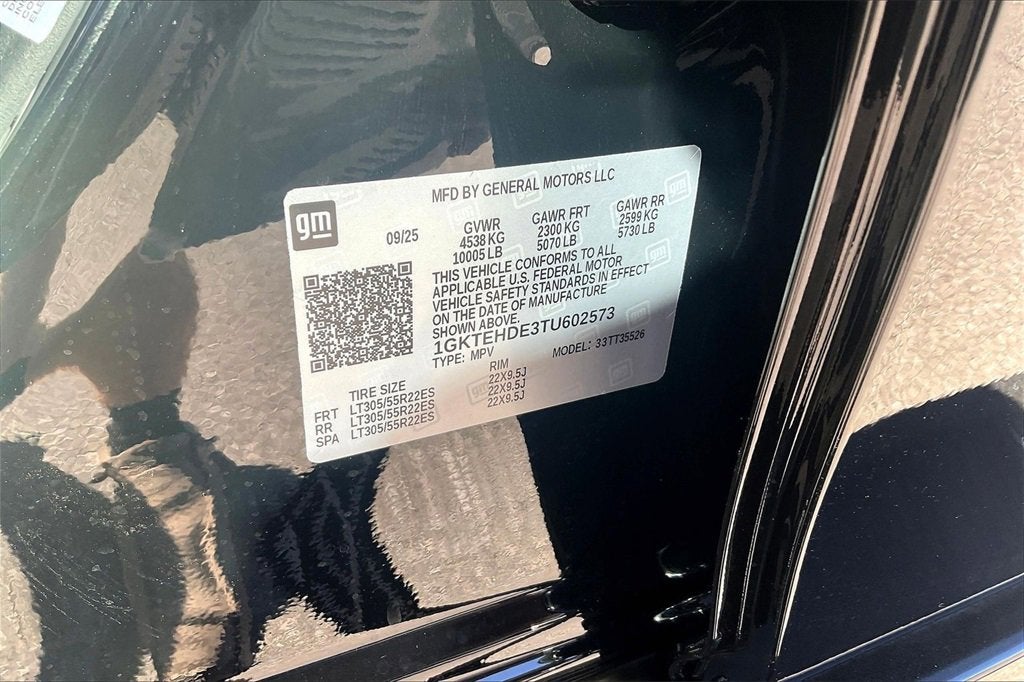 MFD BY GENERAL MOTORS LLC
gm
09/25
GVWR GAWR FRT GAWR RR
4538 KG 2300 KG 2599 KG
10005 LB 5070 LB 5730 LB
THIS VEHICLE CONFORMS TO ALL
APPLICABLE U.S. FEDERAL MOTOR
VEHICLE SAFETY STANDARDS IN EFFECT
ON THE DATE OF MANUFACTURE
SHOWN ABOVE.
1GKTEHDE3TU602573
TYPE: MPV MODEL: 33TT35526
TIRE SIZE RIM
FRT LT305/55R22ES 22X9.5J
RR LT305/55R22ES 22X9.5J
SPA LT305/55R22ES 22X9.5J